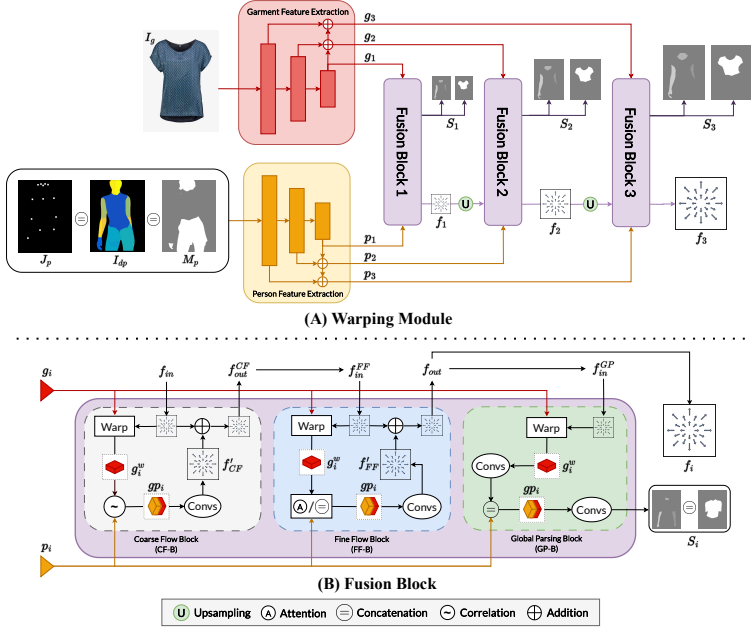 Garment Feature Extraction
I_g
g_3
g_2
g_1
Fusion Block 1
Fusion Block 2
Fusion Block 3
S_1
S_2
S_3
U
U
f_1
f_2
f_3
=
=
J_p
I_dp
M_p
p_1
p_2
p_3
Person Feature Extraction
(A) Warping Module
g_i
f_in
f_out^CF
f_in^FF
f_out
f_in^GP
Warp
g_i^w
f'_CF
~
gp_i
Convs
Coarse Flow Block
(CF-B)
Warp
g_i^w
f'_FF
A / =
gp_i
Convs
Fine Flow Block
(FF-B)
Warp
Convs
g_i^w
=
gp_i
Convs
Global Parsing Block
(GP-B)
f_i
=
S_i
p_i
(B) Fusion Block
U Upsampling A Attention = Concatenation ~ Correlation + Addition